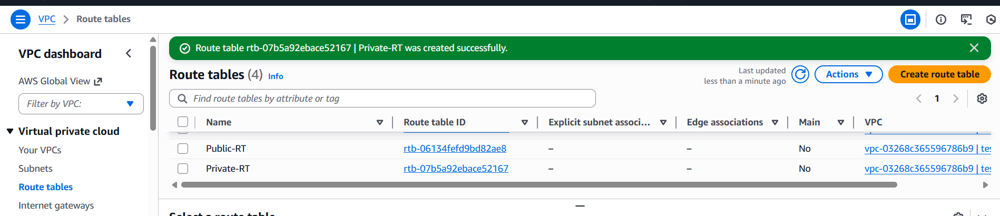 VPC > Route tables
VPC dashboard
AWS Global View
Filter by VPC:
Virtual private cloud
Your VPCs
Subnets
Route tables
Internet gateways
Route table rtb-07b5a92ebace52167 | Private-RT was created successfully.
Route tables (4) Info
Last updated
less than a minute ago
Actions
Create route table
Find route tables by attribute or tag
1
Name Route table ID Explicit subnet associ... Edge associations Main VPC
Public-RT rtb-06134fefd9bd82ae8 – – No vpc-03268c365596786b9 | tes
Private-RT rtb-07b5a92ebace52167 – – No vpc-03268c365596786b9 | tes
Select a route table